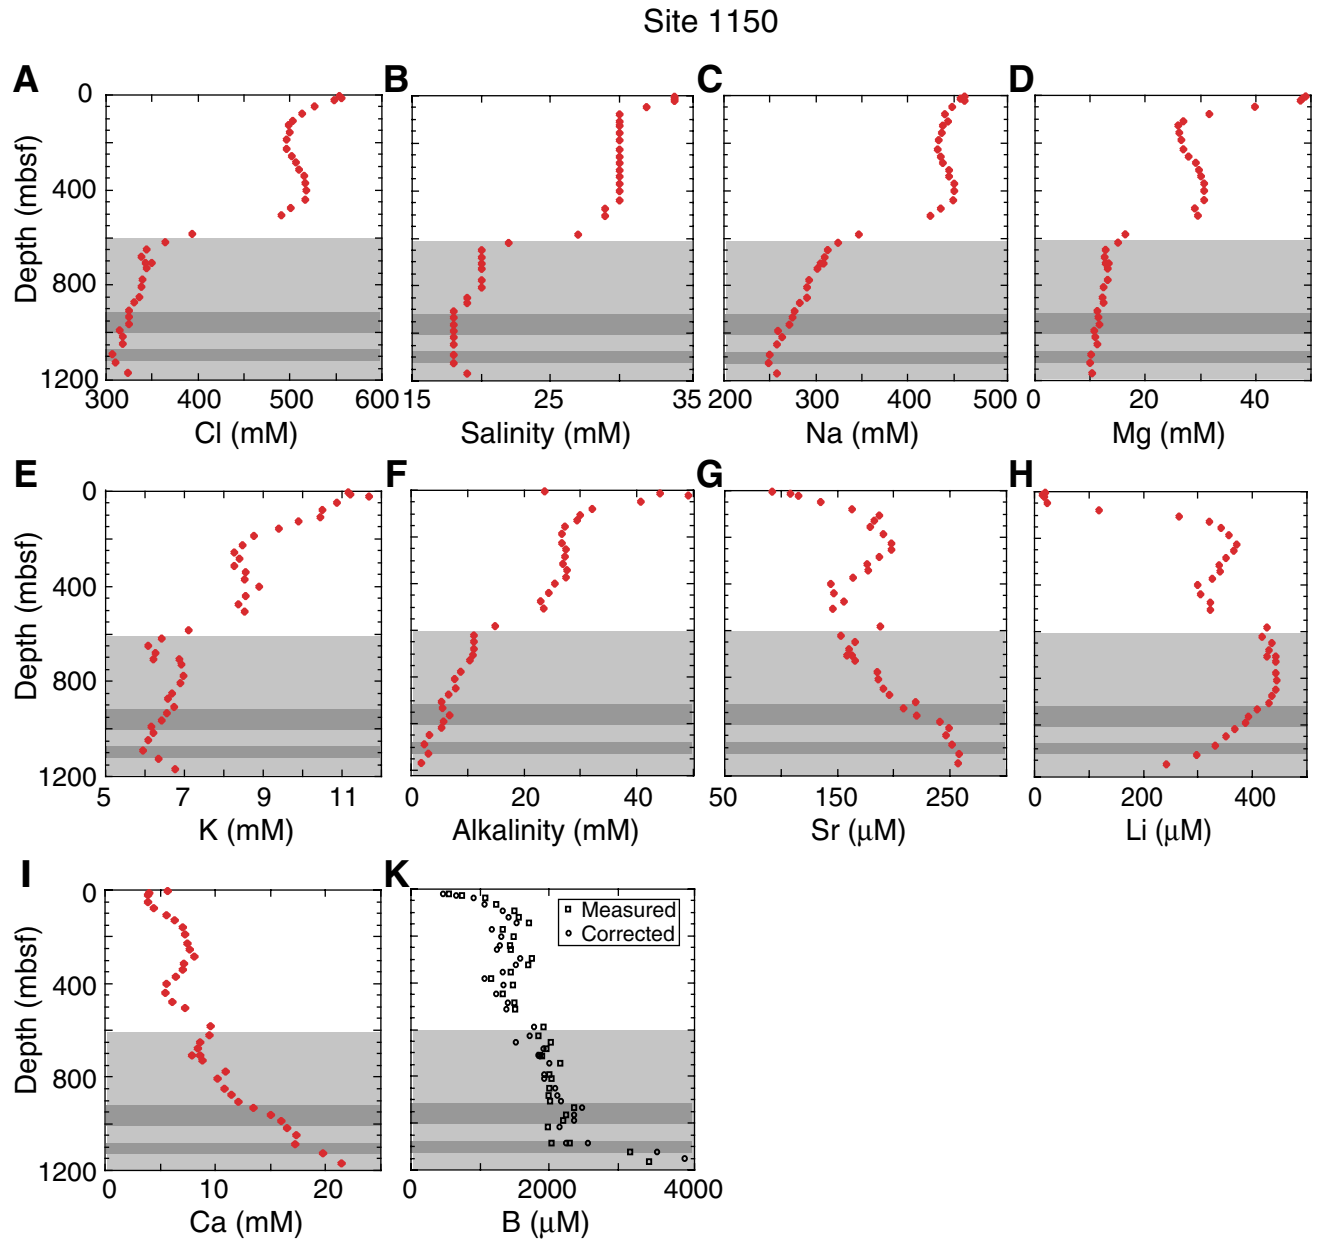 Site 1150
A B C D
0
400
800
1200
Depth (mbsf)
300 400 500 600
Cl (mM)
15 25 35
Salinity (mM)
200 300 400 500
Na (mM)
0 20 40
Mg (mM)
E F G H
0
400
800
1200
Depth (mbsf)
5 7 9 11
K (mM)
0 20 40
Alkalinity (mM)
50 150 250
Sr (μM)
0 200 400
Li (μM)
I K
0
400
800
1200
Depth (mbsf)
0 10 20
Ca (mM)
Measured
Corrected
0 2000 4000
B (μM)